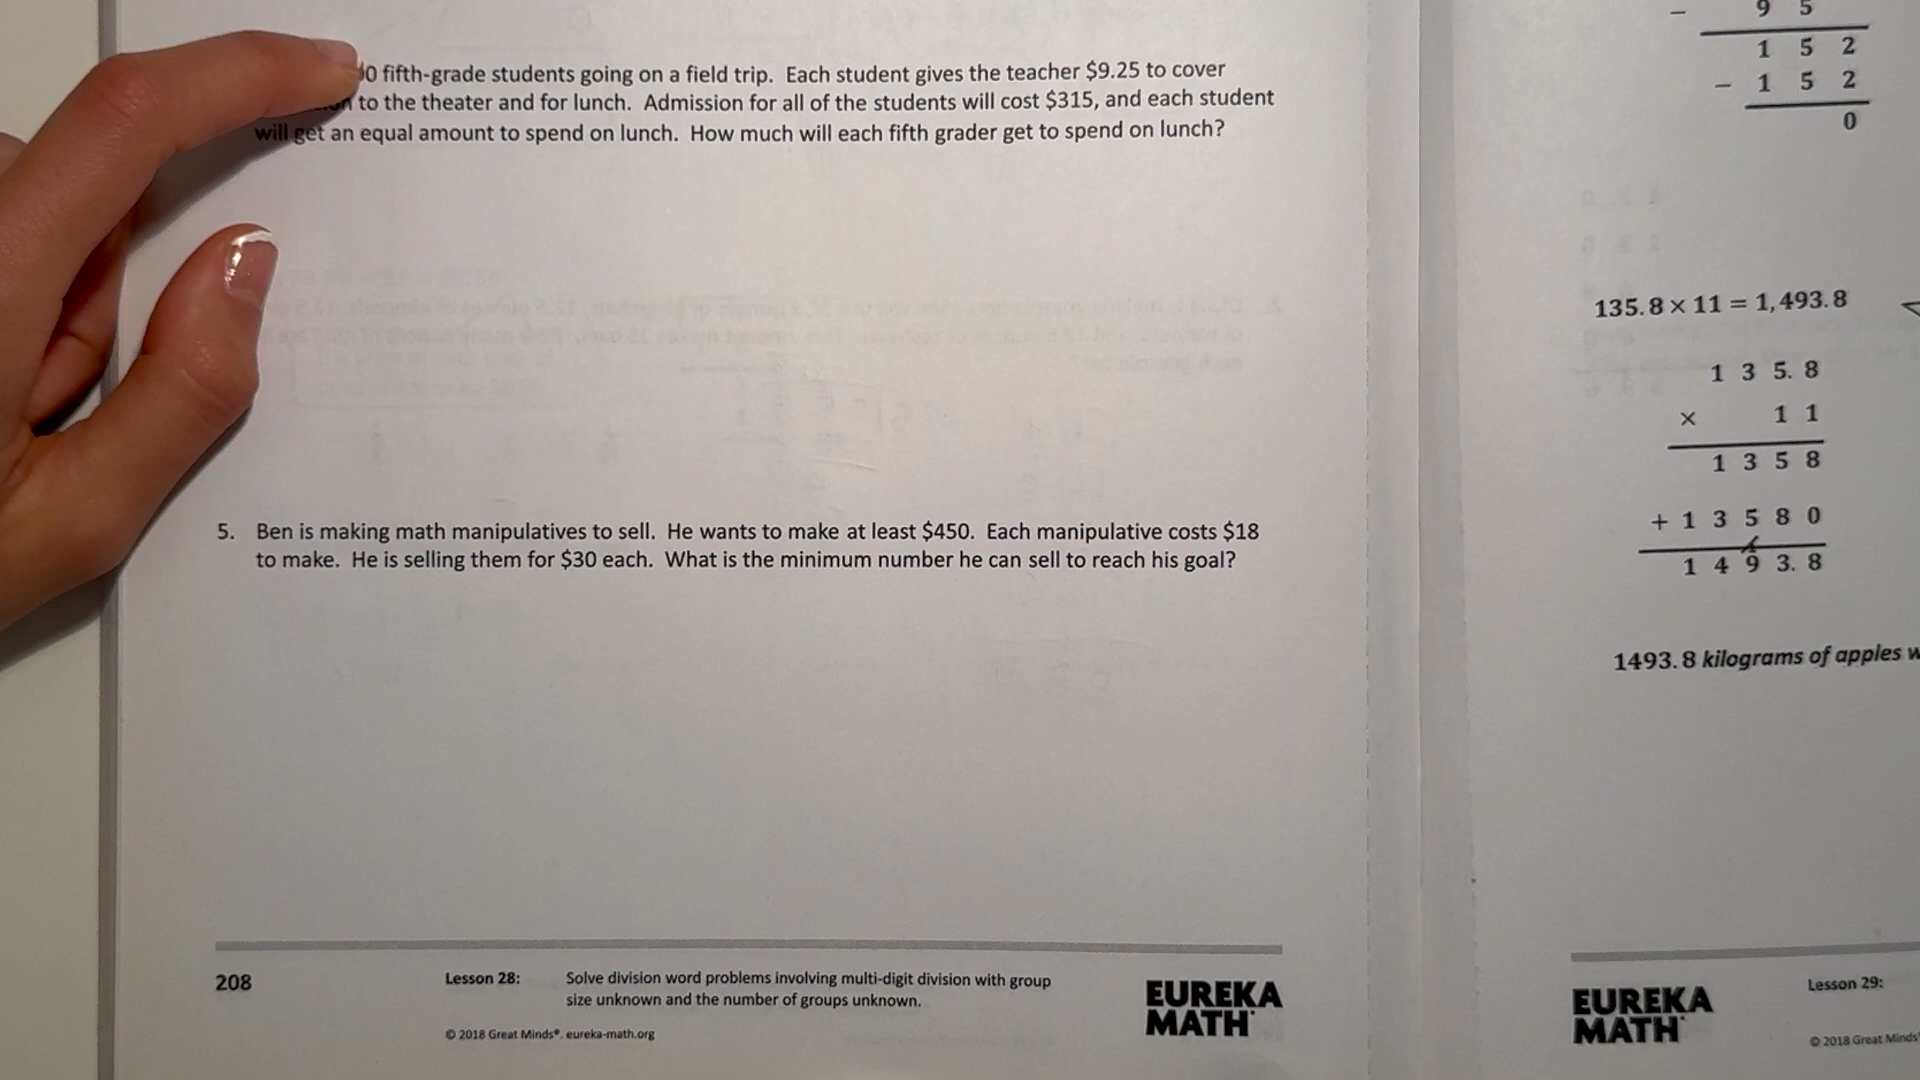 0 fifth-grade students going on a field trip. Each student gives the teacher $9.25 to cover
to the theater and for lunch. Admission for all of the students will cost $315, and each student
will get an equal amount to spend on lunch. How much will each fifth grader get to spend on lunch?
5. Ben is making math manipulatives to sell. He wants to make at least $450. Each manipulative costs $18
to make. He is selling them for $30 each. What is the minimum number he can sell to reach his goal?
208
Lesson 28: Solve division word problems involving multi-digit division with group
size unknown and the number of groups unknown.
© 2018 Great Minds®. eureka-math.org
EUREKA
MATH
− 9 5
1 5 2
− 1 5 2
0
135.8 × 11 = 1,493.8
1 3 5. 8
× 1 1
1 3 5 8
+ 1 3 5 8 0
1 4 9 3. 8
1493.8 kilograms of apples
EUREKA
MATH
Lesson 29:
© 2018 Great Minds